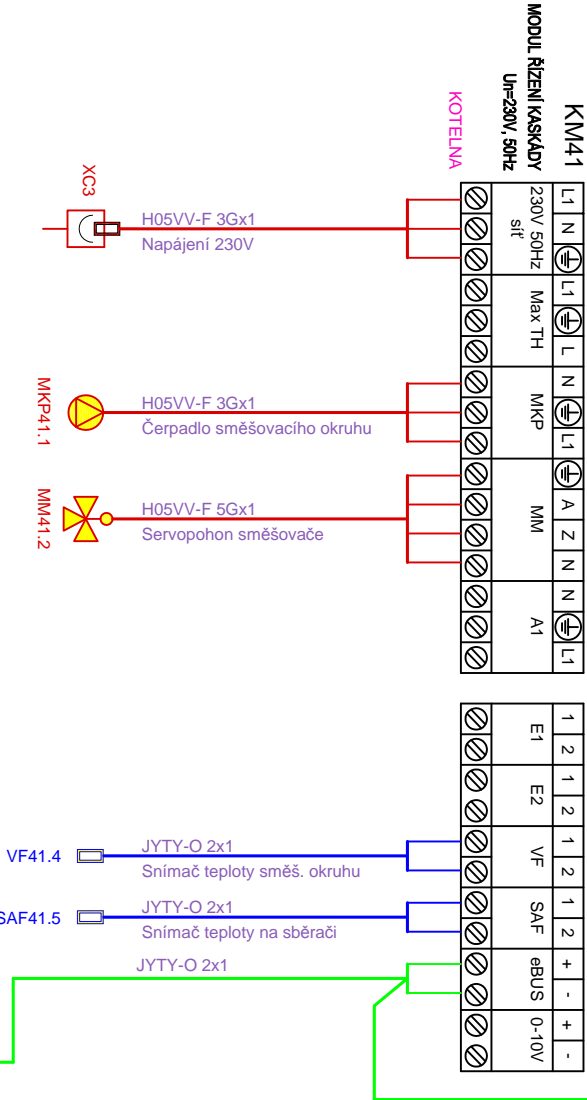 KM41
MODUL ŘÍZENÍ KASKÁDY
Un=230V, 50Hz
KOTELNA
L1 N L1 L N L1 A Z N N L1
230V 50Hz
síť
Max TH
MKP
MM
A1
1 2 1 2 1 2 1 2 + - + -
E1
E2
VF
SAF
eBUS
0-10V
XC3
H05VV-F 3Gx1
Napájení 230V
MKP41.1
H05VV-F 3Gx1
Čerpadlo směšovacího okruhu
MM41.2
H05VV-F 5Gx1
Servopohon směšovače
VF41.4
JYTY-O 2x1
Snímač teploty směš. okruhu
SAF41.5
JYTY-O 2x1
Snímač teploty na sběrači
JYTY-O 2x1